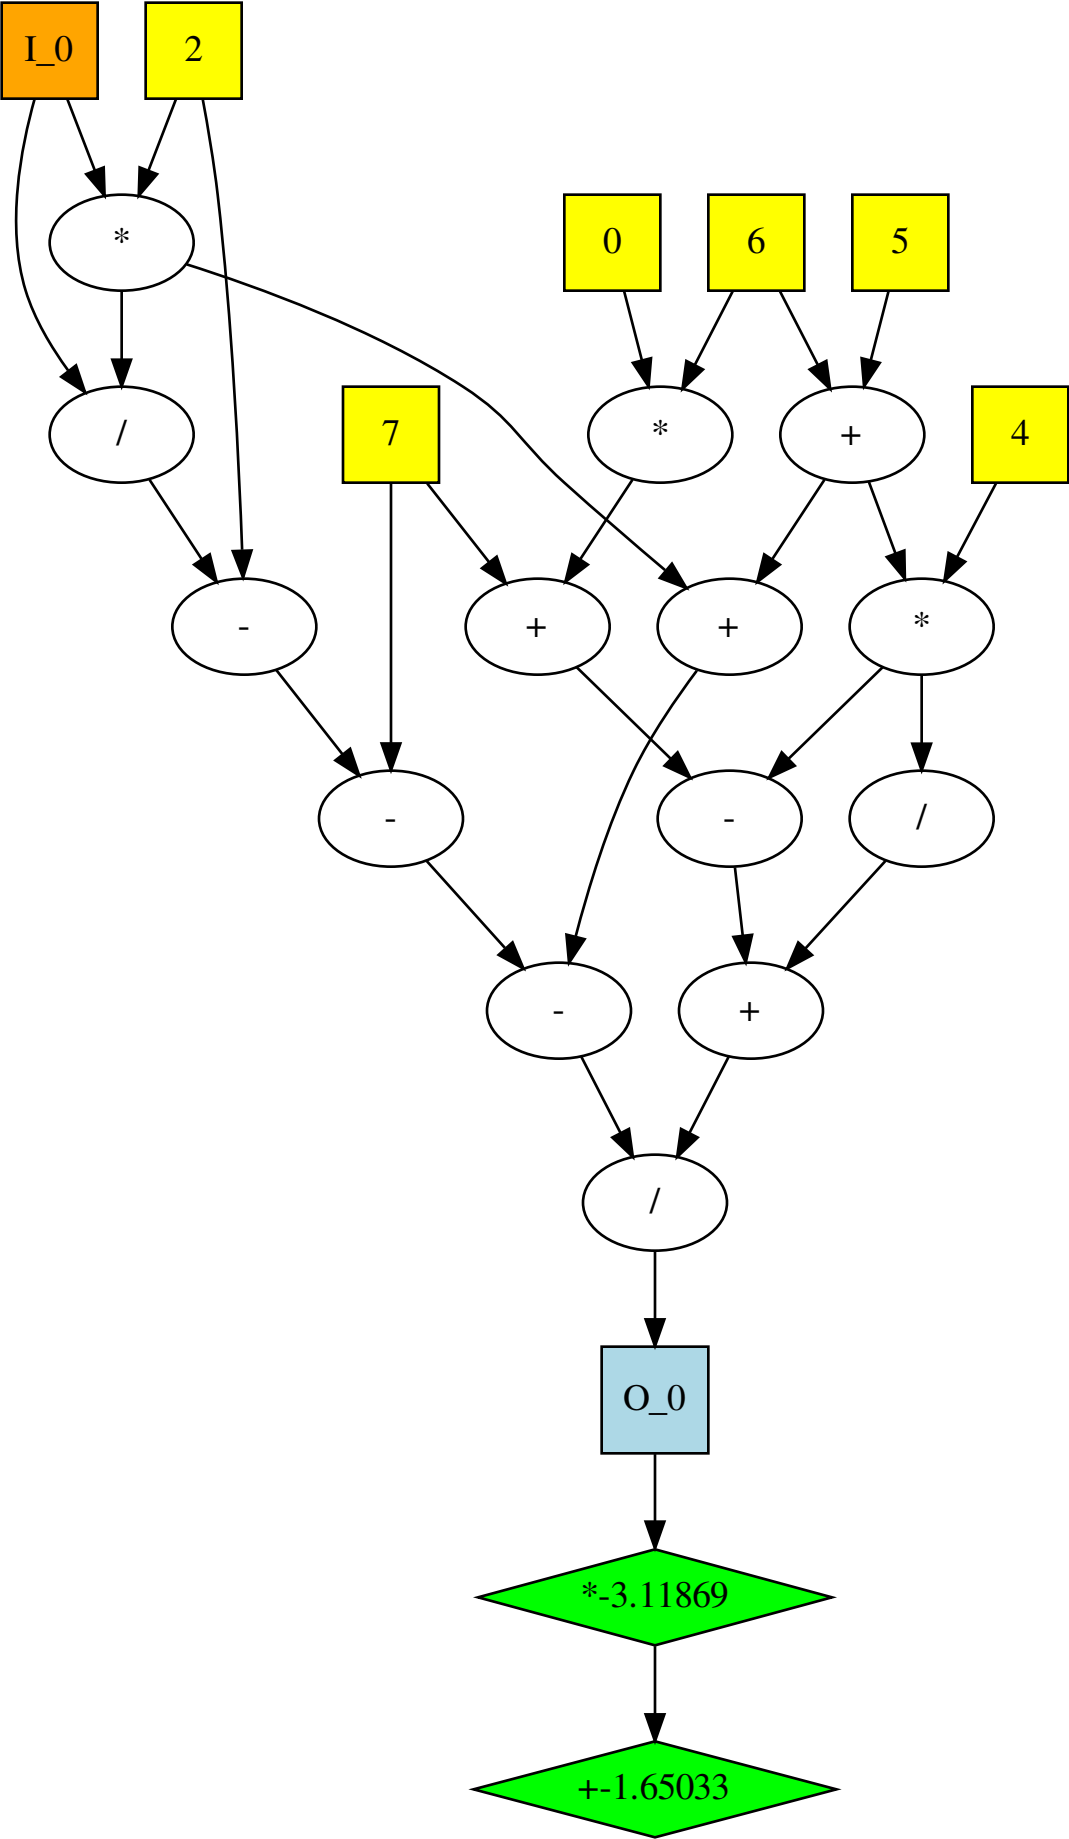 I_0 2
* 0 6 5
/ 7 * + 4
- + + *
- - /
- +
/
O_0
*-3.11869
+-1.65033